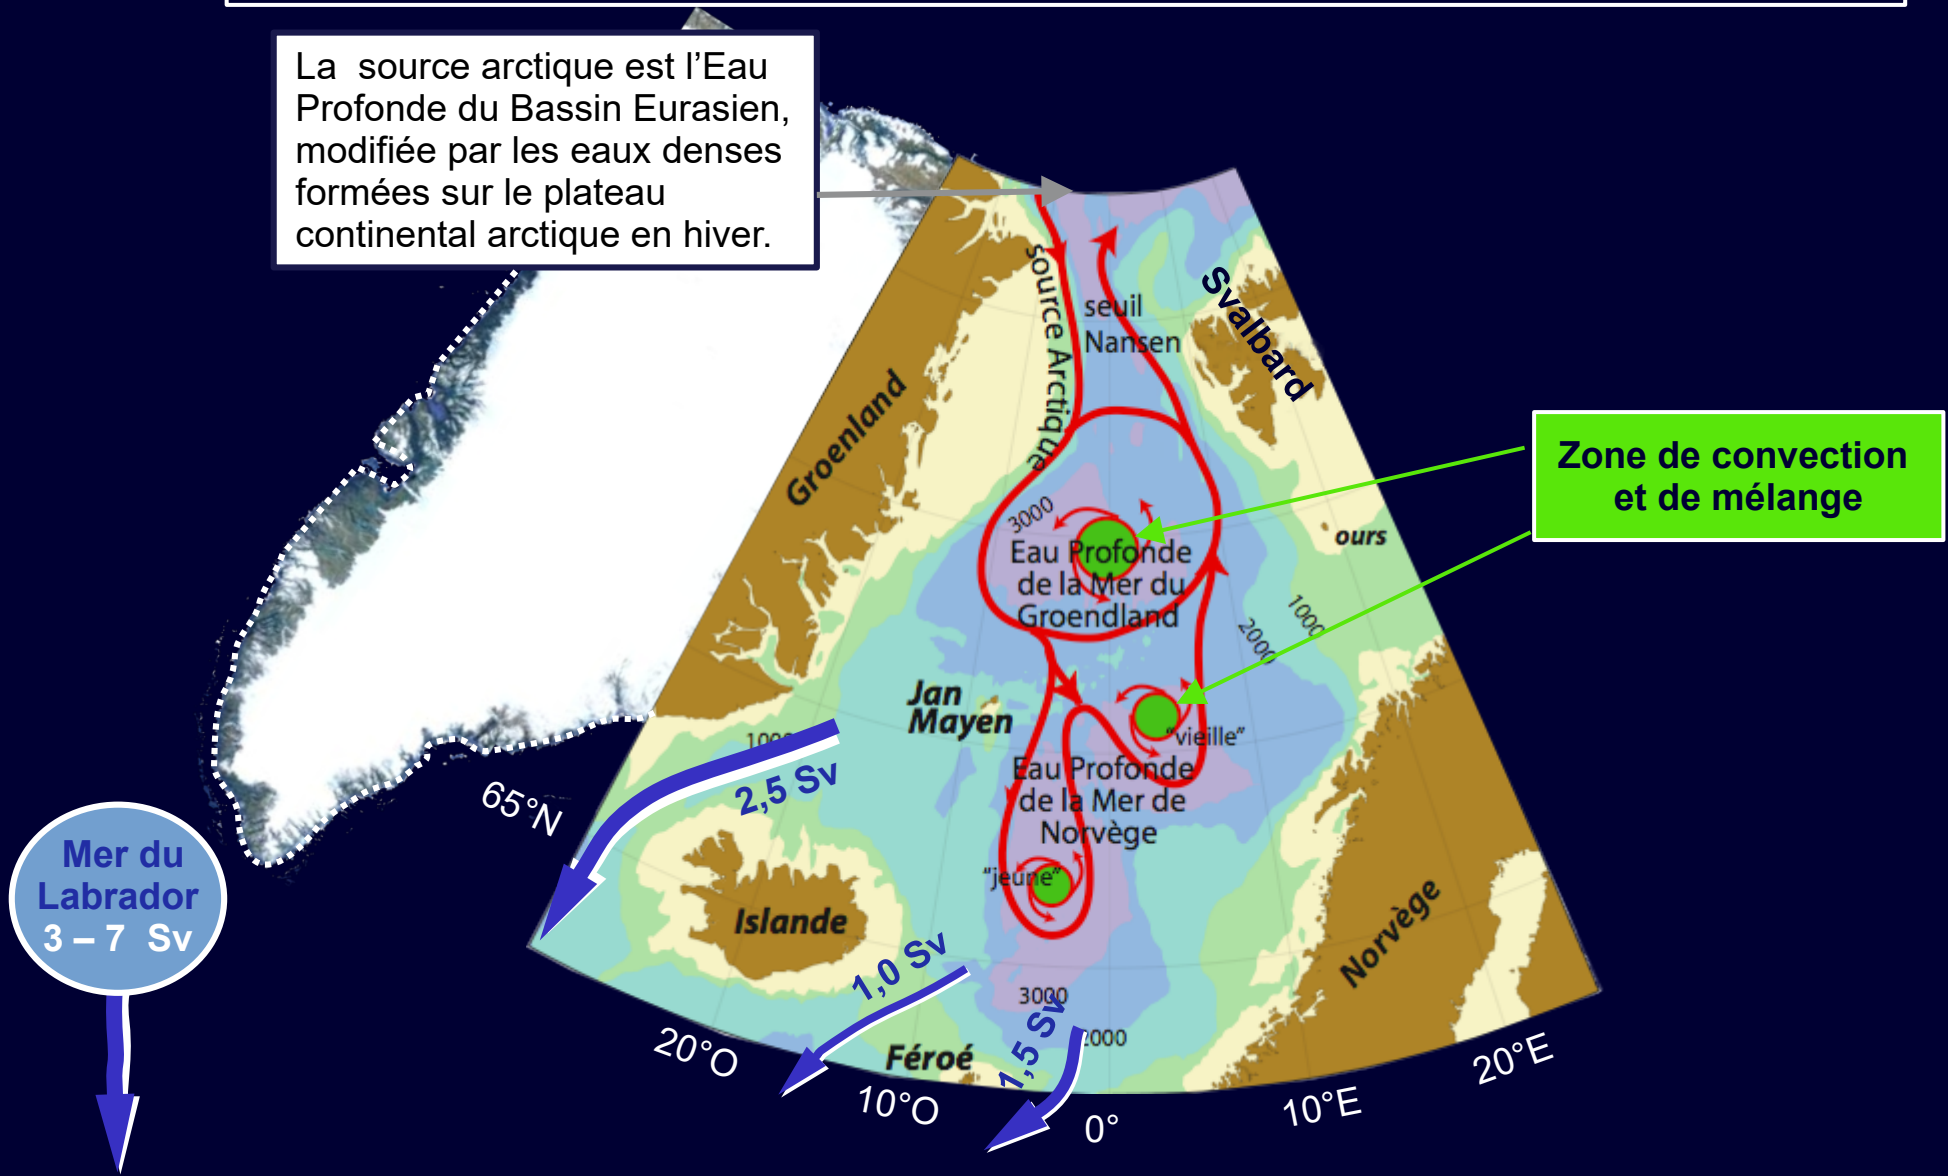 La source arctique est l’Eau
Profonde du Bassin Eurasien,
modifiée par les eaux denses
formées sur le plateau
continental arctique en hiver.
source Arctique
seuil
Nansen
Svalbard
Groenland
Zone de convection
et de mélange
3000
ours
Eau Profonde
de la Mer du
Groendland
1000
2000
Jan
Mayen
"vieille"
1000
2,5 Sv
Eau Profonde
de la Mer de
Norvège
65°N
Mer du
Labrador
3 – 7 Sv
"jeune"
Islande
Norvège
1,0 Sv
3000
1,5 Sv
2000
Féroé
20°O
10°O
0°
10°E
20°E